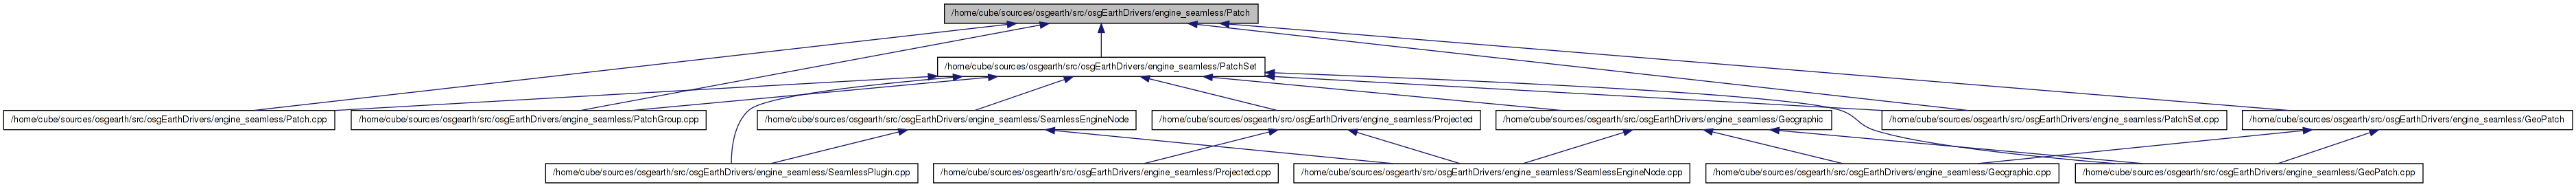 /home/cube/sources/osgearth/src/osgEarthDrivers/engine_seamless/Patch
/home/cube/sources/osgearth/src/osgEarthDrivers/engine_seamless/PatchSet
/home/cube/sources/osgearth/src/osgEarthDrivers/engine_seamless/Patch.cpp
/home/cube/sources/osgearth/src/osgEarthDrivers/engine_seamless/PatchGroup.cpp
/home/cube/sources/osgearth/src/osgEarthDrivers/engine_seamless/SeamlessEngineNode
/home/cube/sources/osgearth/src/osgEarthDrivers/engine_seamless/Projected
/home/cube/sources/osgearth/src/osgEarthDrivers/engine_seamless/Geographic
/home/cube/sources/osgearth/src/osgEarthDrivers/engine_seamless/PatchSet.cpp
/home/cube/sources/osgearth/src/osgEarthDrivers/engine_seamless/GeoPatch
/home/cube/sources/osgearth/src/osgEarthDrivers/engine_seamless/SeamlessPlugin.cpp
/home/cube/sources/osgearth/src/osgEarthDrivers/engine_seamless/Projected.cpp
/home/cube/sources/osgearth/src/osgEarthDrivers/engine_seamless/SeamlessEngineNode.cpp
/home/cube/sources/osgearth/src/osgEarthDrivers/engine_seamless/Geographic.cpp
/home/cube/sources/osgearth/src/osgEarthDrivers/engine_seamless/GeoPatch.cpp